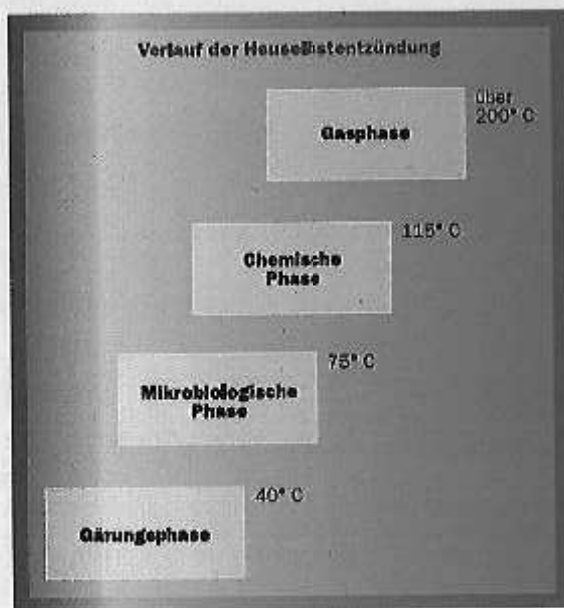 Verlauf der Heuselbstentzündung
über
200° C
Gasphase
115° C
Chemische
Phase
75° C
Mikrobiologische
Phase
40° C
Gärungsphase